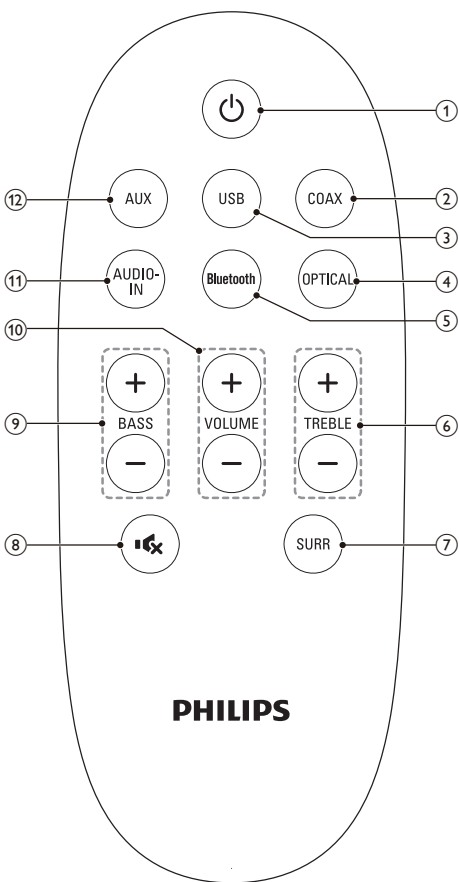 ①
⑫ AUX USB COAX ②
③
⑪ AUDIO-
IN Bluetooth OPTICAL ④
⑤
⑩
+ + +
⑨ BASS VOLUME TREBLE ⑥
− − −
⑧ SURR ⑦
PHILIPS